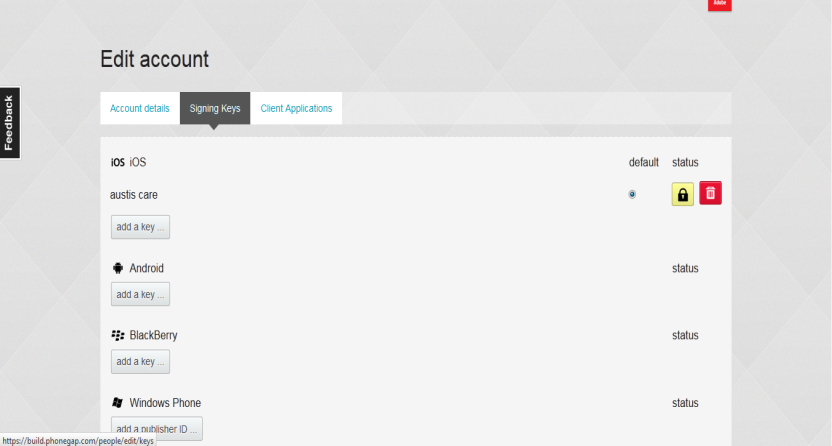 Adobe
Edit account
Feedback
Account details Signing Keys Client Applications
iOS iOS default status
austis care
add a key ...
Android status
add a key ...
BlackBerry status
add a key ...
Windows Phone status
add a publisher ID ...
https://build.phonegap.com/people/edit/keys